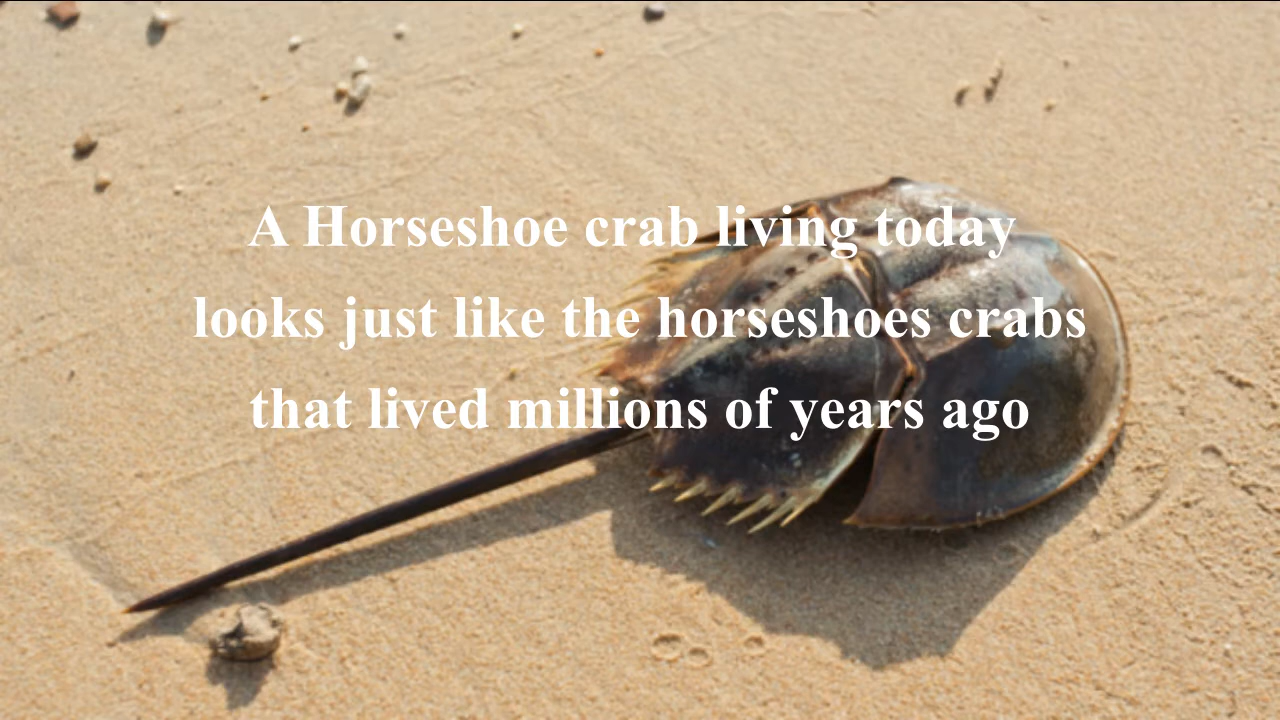 A Horseshoe crab living today
looks just like the horseshoes crabs
that lived millions of years ago